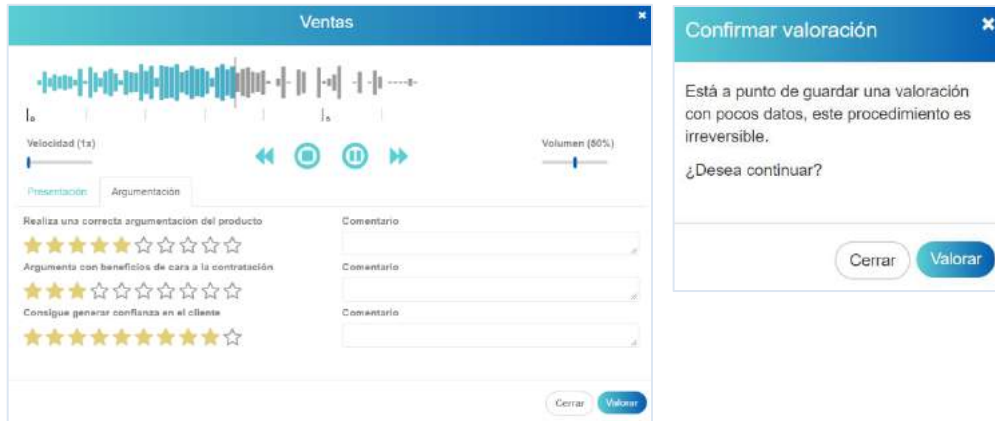 Ventas
Velocidad (1x)
Volumen (80%)
Presentación
Argumentación
Realiza una correcta argumentación del producto
Comentario
Argumenta con beneficios de cara a la contratación
Comentario
Consigue generar confianza en el cliente
Comentario
Cerrar
Valorar
Confirmar valoración
Está a punto de guardar una valoración
con pocos datos, este procedimiento es
irreversible.
¿Desea continuar?
Cerrar
Valorar